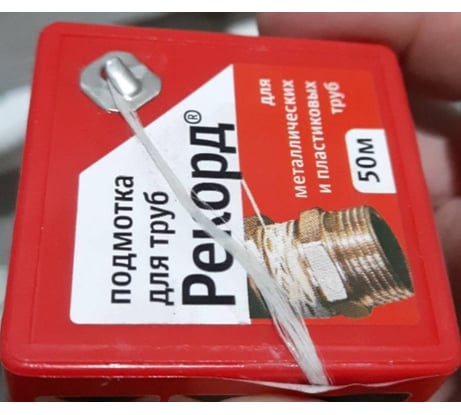 подмотка
для труб
Рекорд®
для
металлических
и пластиковых
труб
50м